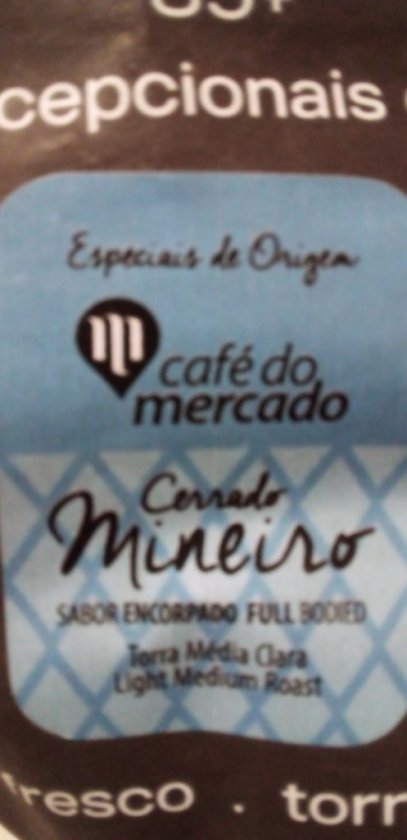 85+
cepcionais
Especiais de Origem
café do
mercado
Cerrado
Mineiro
SABOR ENCORPADO FULL BODIED
Torra Média Clara
Light Medium Roast
fresco . torr